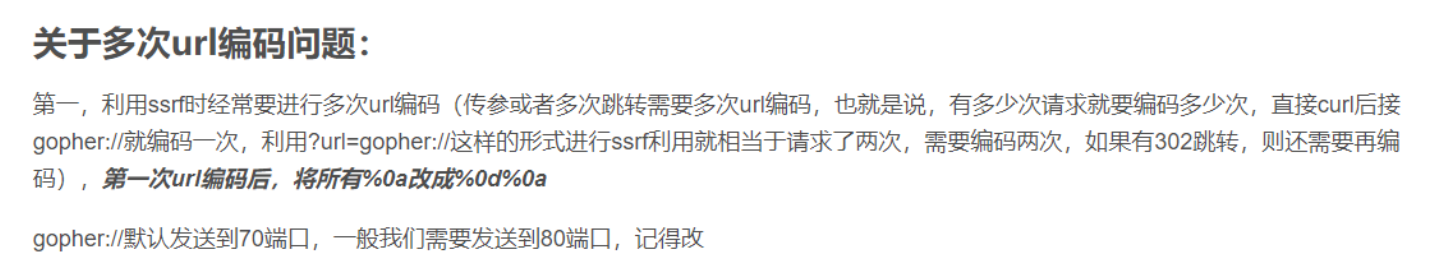 关于多次url编码问题：
第一，利用ssrf时经常要进行多次url编码（传参或者多次跳转需要多次url编码，也就是说，有多少次请求就要编码多少次，直接curl后接
gopher://就编码一次，利用?url=gopher://这样的形式进行ssrf利用就相当于请求了两次，需要编码两次，如果有302跳转，则还需要再编
码），第一次url编码后，将所有%0a改成%0d%0a
gopher://默认发送到70端口，一般我们需要发送到80端口，记得改